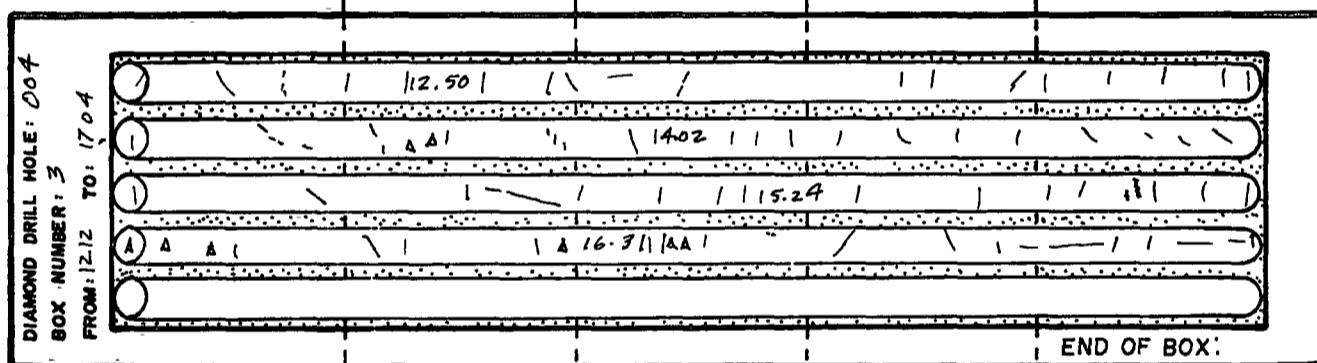 DIAMOND DRILL HOLE: 004
BOX NUMBER: 3
FROM: 12.12 TO: 17.04
12.50
14.02
15.24
16.31
END OF BOX: